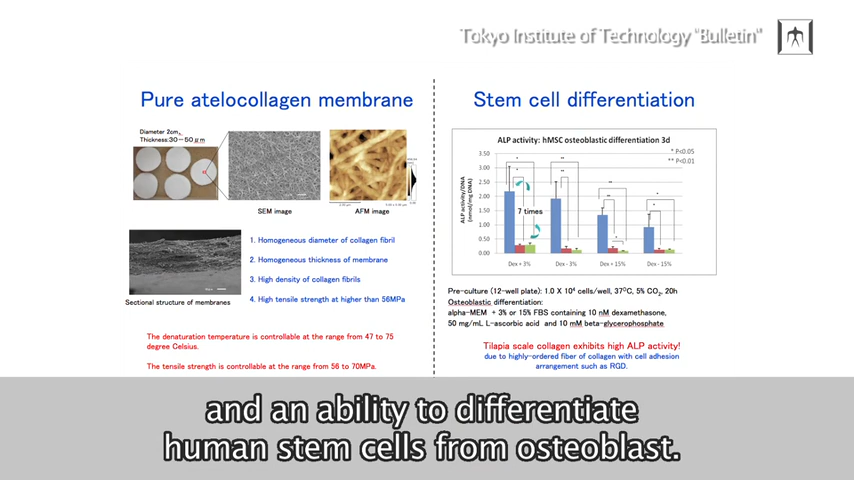 Tokyo Institute of Technology "Bulletin"
Pure atelocollagen membrane
Diameter 2cm、
Thickness:30－50μm
SEM image
AFM image
Sectional structure of membranes
1. Homogeneous diameter of collagen fibril
2. Homogeneous thickness of membrane
3. High density of collagen fibrils
4. High tensile strength at higher than 56MPa
The denaturation temperature is controllable at the range from 47 to 75
degree Celsius.
The tensile strength is controllable at the range from 56 to 70MPa.
Stem cell differentiation
ALP activity: hMSC osteoblastic differentiation 3d
* P<0.05
** P<0.01
ALP activity/DNA
(nmol/mg DNA)
3.50
3.00
2.50
2.00
1.50
1.00
0.50
0.00
7 times
Dex + 3%
Dex - 3%
Dex + 15%
Dex - 15%
Pre-culture (12-well plate): 1.0 X 10⁴ cells/well, 37°C, 5% CO₂, 20h
Osteoblastic differentiation:
alpha-MEM + 3% or 15% FBS containing 10 nM dexamethasone,
50 mg/mL L-ascorbic acid and 10 mM beta-glycerophosphate
Tilapia scale collagen exhibits high ALP activity!
due to highly-ordered fiber of collagen with cell adhesion
arrangement such as RGD.
and an ability to differentiate
human stem cells from osteoblast.